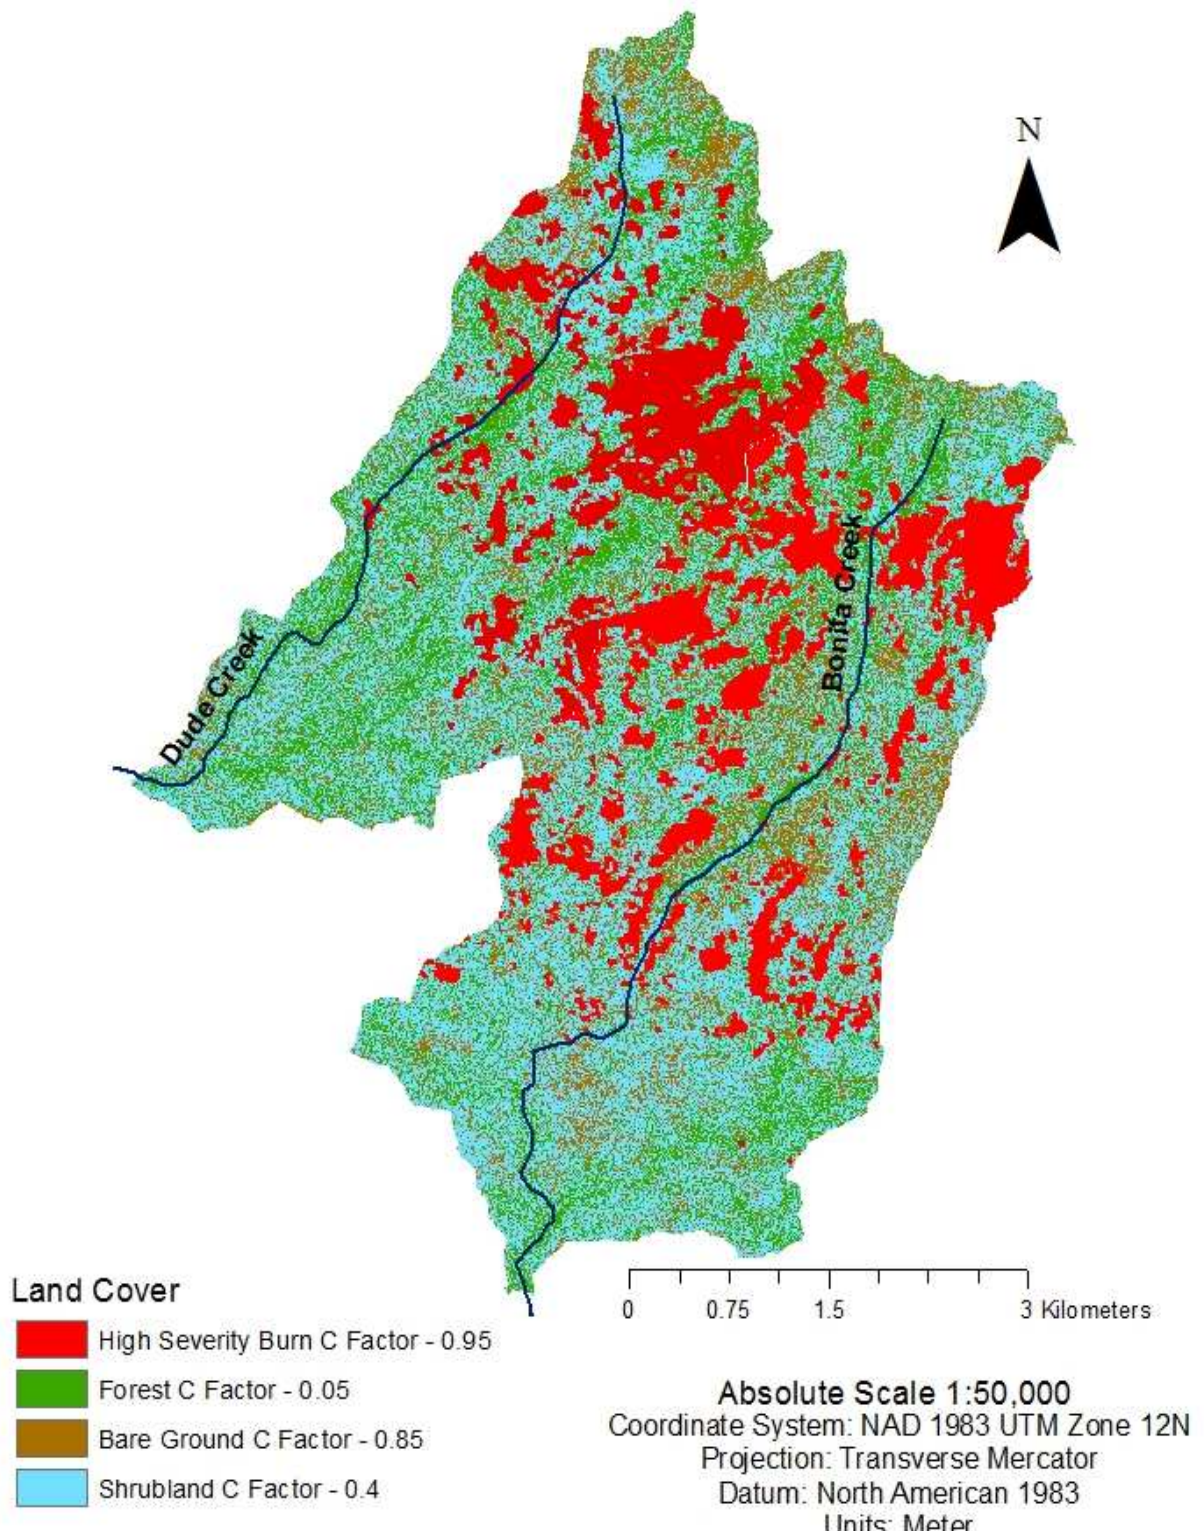 N
Bonita Creek
Dude Creek
Land Cover
High Severity Burn C Factor - 0.95
Forest C Factor - 0.05
Bare Ground C Factor - 0.85
Shrubland C Factor - 0.4
0 0.75 1.5 3 Kilometers
Absolute Scale 1:50,000
Coordinate System: NAD 1983 UTM Zone 12N
Projection: Transverse Mercator
Datum: North American 1983
Units: Meter